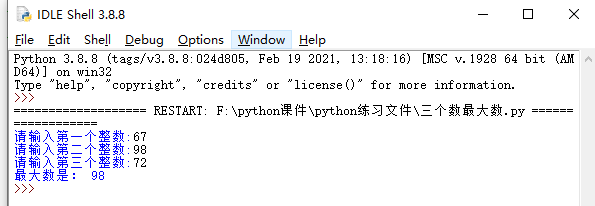 IDLE Shell 3.8.8
File Edit Shell Debug Options Window Help
Python 3.8.8 (tags/v3.8.8:024d805, Feb 19 2021, 13:18:16) [MSC v.1928 64 bit (AM
D64)] on win32
Type "help", "copyright", "credits" or "license()" for more information.
>>>
=================== RESTART: F:\python课件\python练习文件\三个数最大数.py ======
============
请输入第一个整数:67
请输入第二个整数:98
请输入第三个整数:72
最大数是： 98
>>>